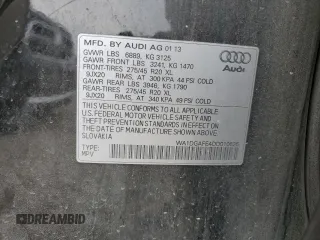 MFD. BY AUDI AG 01 13
GVWR LBS 6889, KG 3125
GAWR FRONT LBS 3241, KG 1470
FRONT-TIRES 275/45 R20 XL
9JX20 RIMS, AT 300 KPA 44 PSI COLD
GAWR REAR LBS 3946, KG 1790
REAR-TIRES 275/45 R20 XL
9JX20 RIMS, AT 340 KPA 49 PSI COLD
Audi
THIS VEHICLE CONFORMS TO ALL APPLICABLE
U.S. FEDERAL MOTOR VEHICLE SAFETY
AND THEFT PREVENTION STANDARDS IN
EFFECT ON THE DATE OF MANUFACTURE
SHOWN ABOVE.
SLOVAKIA
TYPE:
MPV
DREAMBID